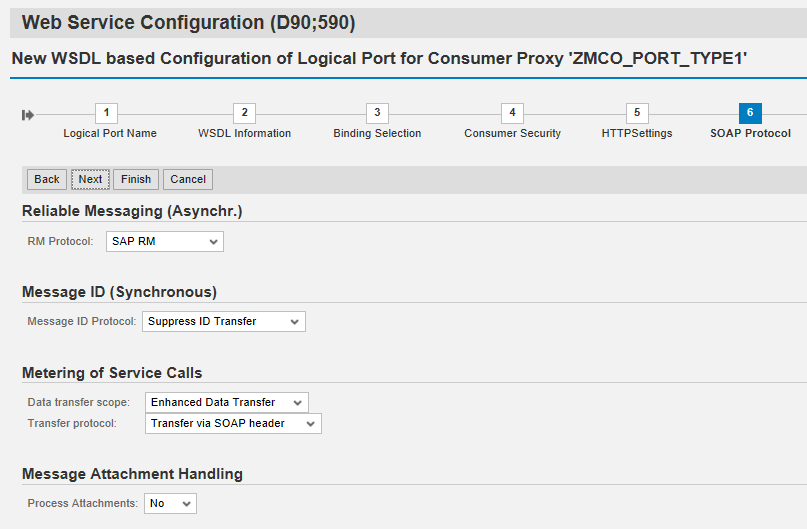 Web Service Configuration (D90;590)
New WSDL based Configuration of Logical Port for Consumer Proxy 'ZMCO_PORT_TYPE1'
1 2 3 4 5 6
Logical Port Name WSDL Information Binding Selection Consumer Security HTTPSettings SOAP Protocol
Back Next Finish Cancel
Reliable Messaging (Asynchr.)
RM Protocol: SAP RM
Message ID (Synchronous)
Message ID Protocol: Suppress ID Transfer
Metering of Service Calls
Data transfer scope: Enhanced Data Transfer
Transfer protocol: Transfer via SOAP header
Message Attachment Handling
Process Attachments: No